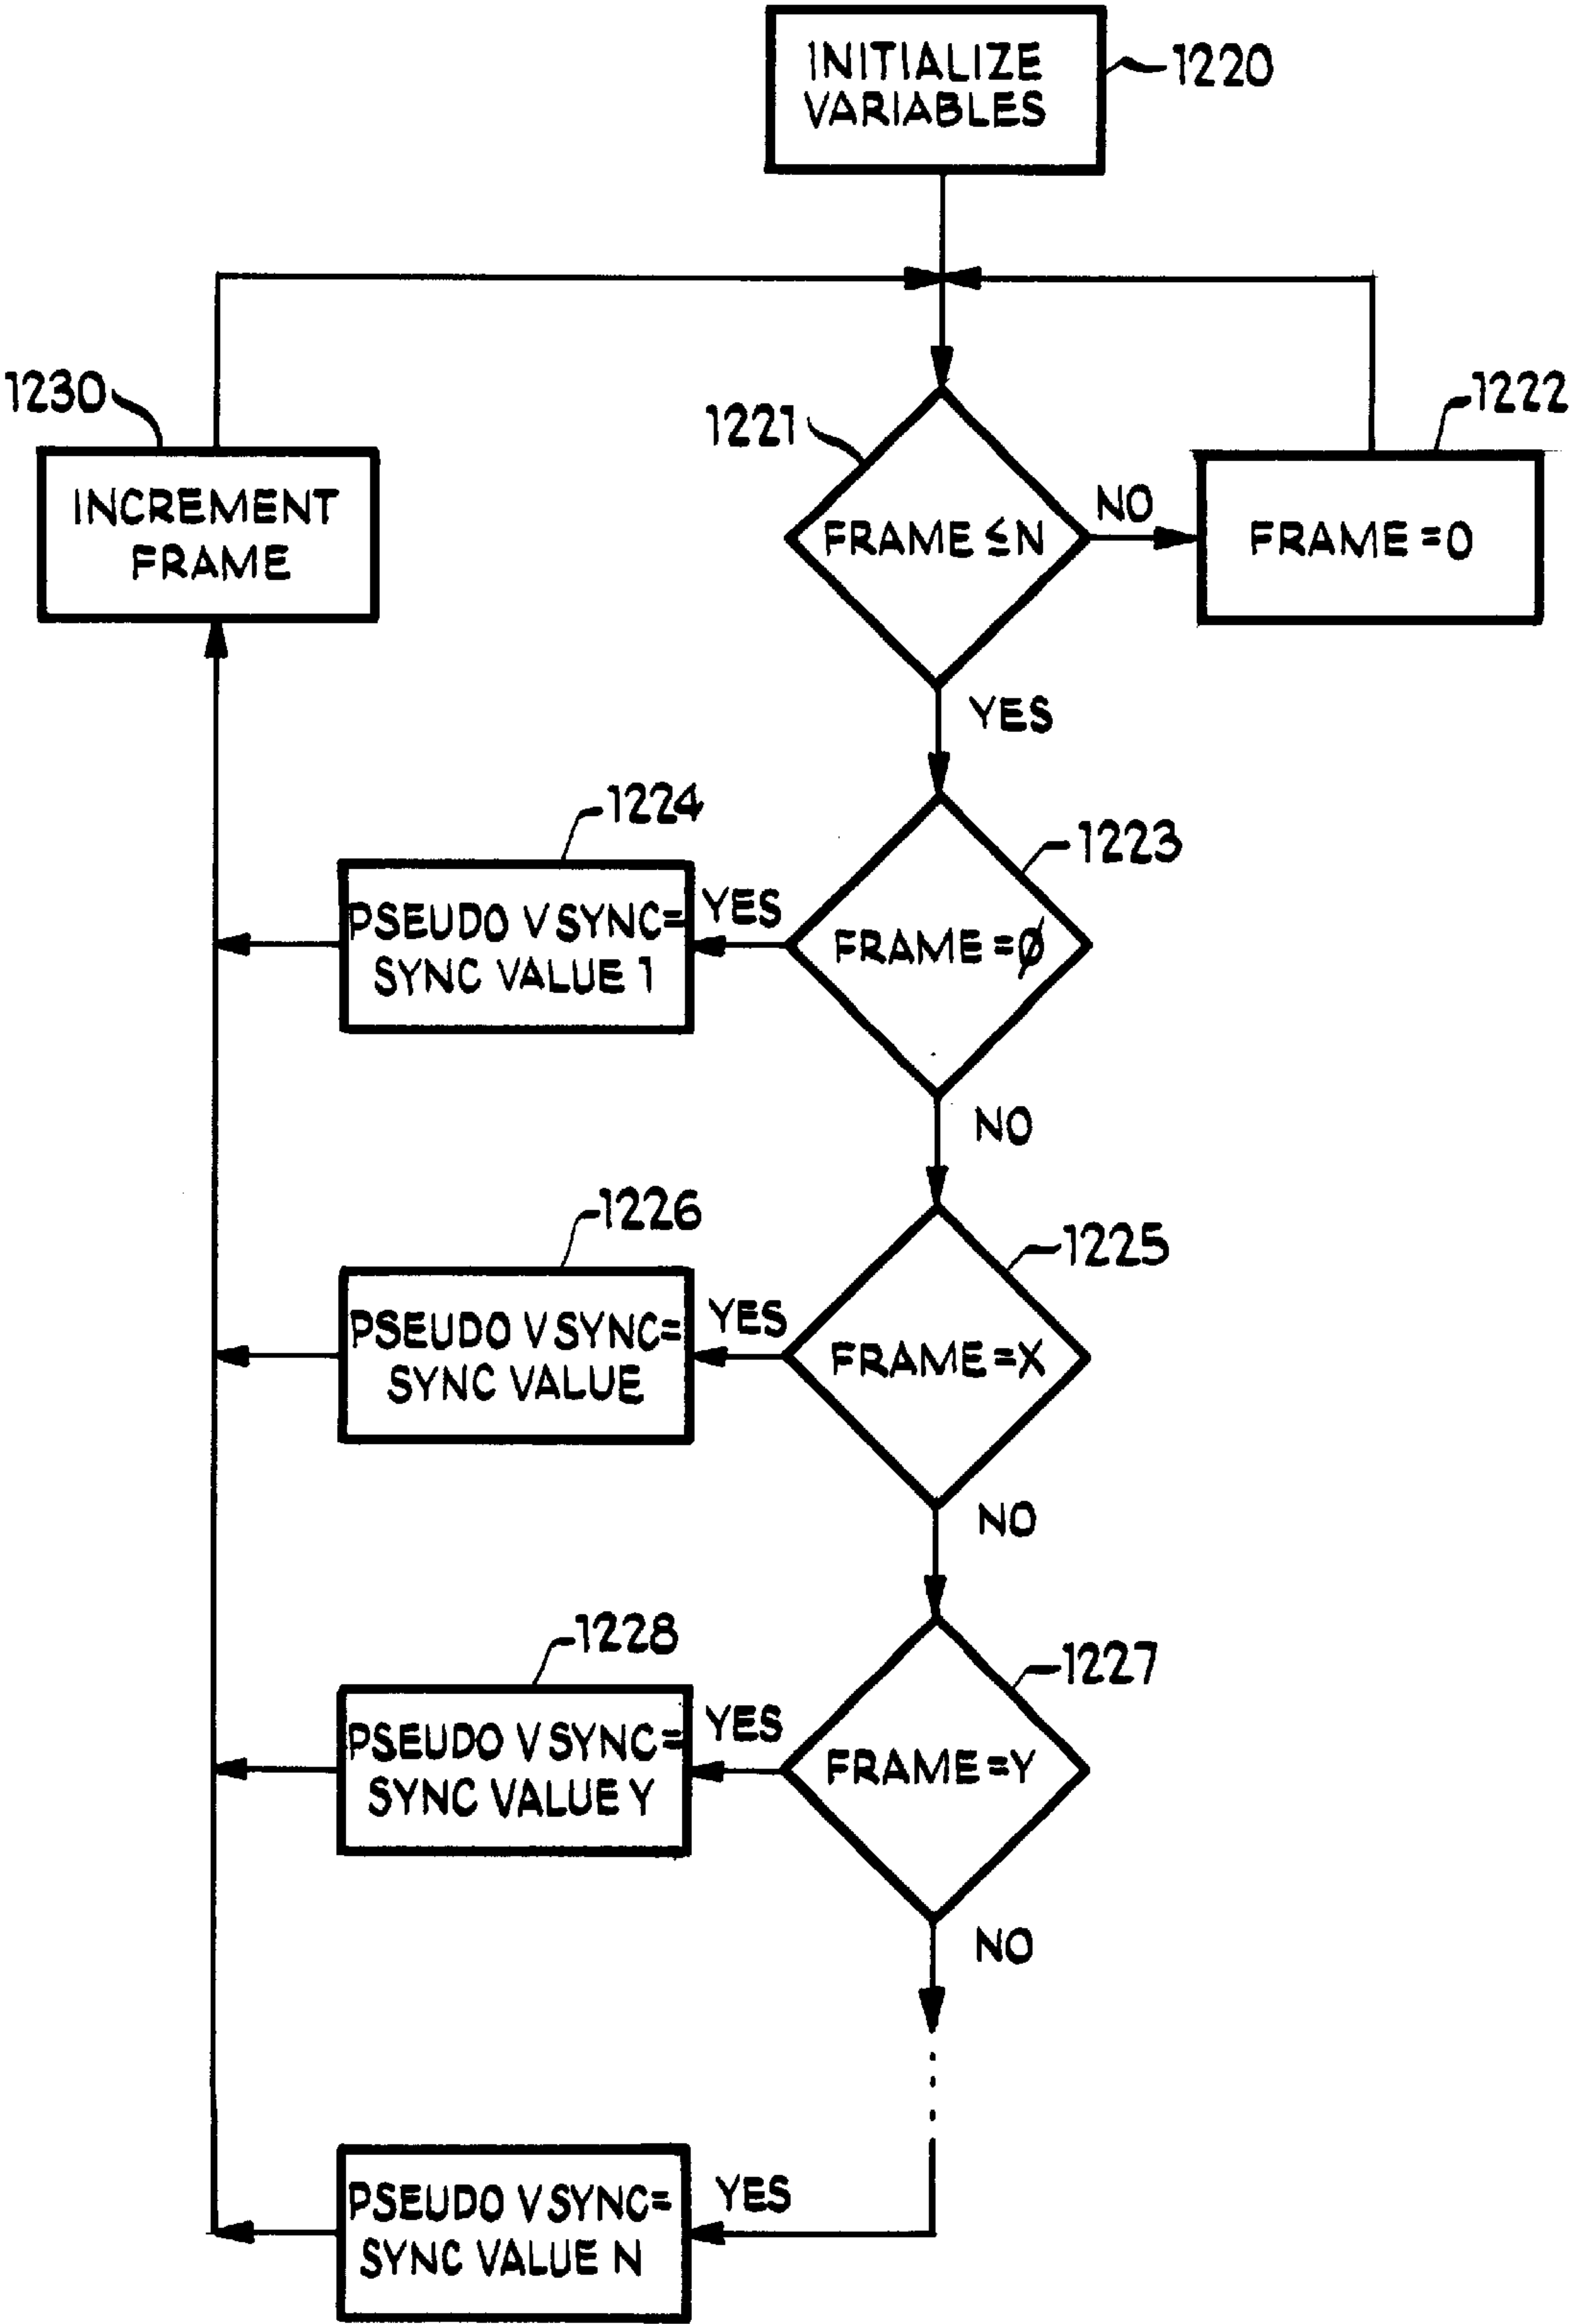 INITIALIZE
VARIABLES
1220
1230
INCREMENT
FRAME
1221
FRAME ≤ N
NO
1222
FRAME = 0
YES
1224
PSEUDO V SYNC=
SYNC VALUE 1
YES
1223
FRAME = Ø
NO
1226
PSEUDO V SYNC=
SYNC VALUE
YES
1225
FRAME = X
NO
1228
PSEUDO V SYNC=
SYNC VALUE Y
YES
1227
FRAME = Y
NO
PSEUDO V SYNC=
SYNC VALUE N
YES